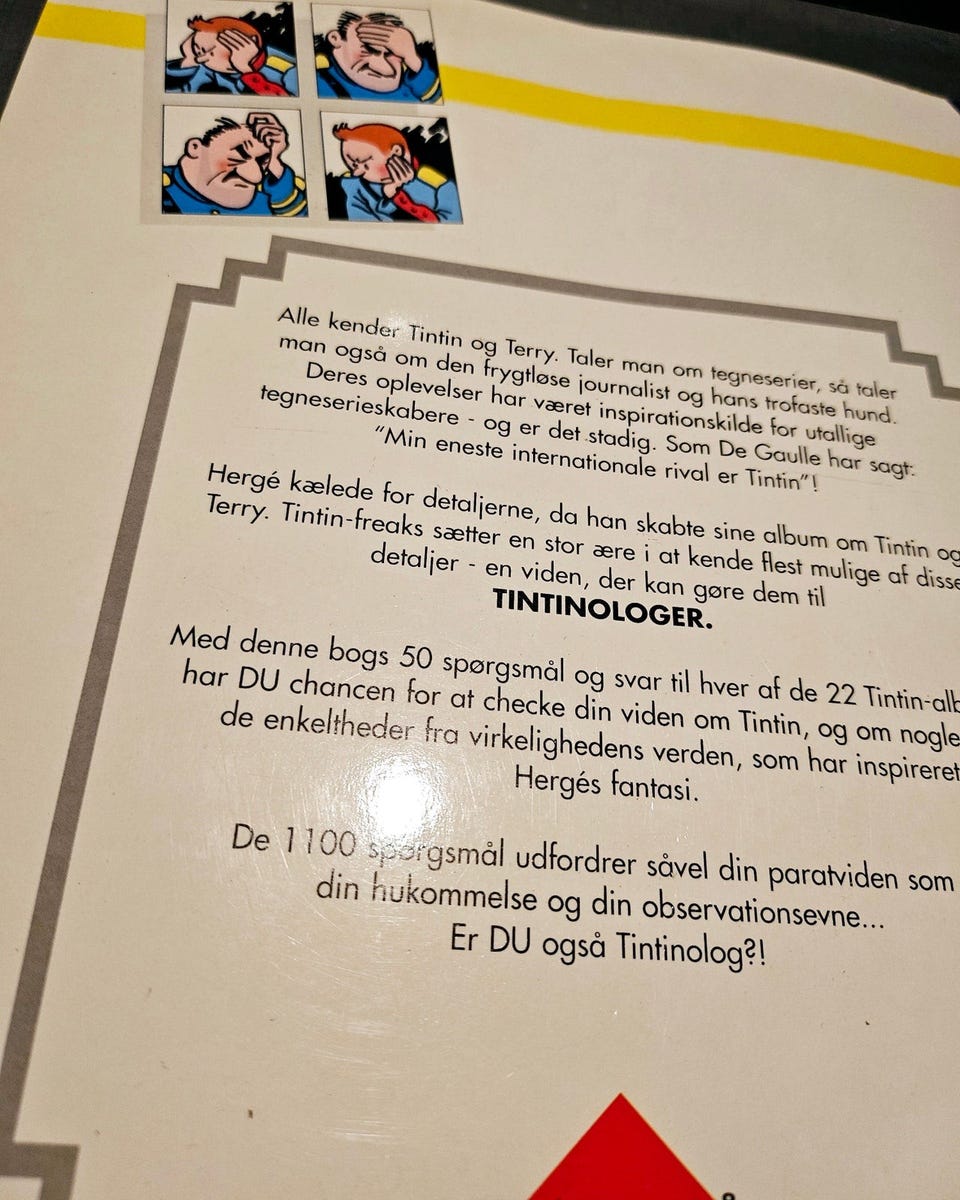 Alle kender Tintin og Terry. Taler man om tegneserier, så taler
man også om den frygtløse journalist og hans trofaste hund.
Deres oplevelser har været inspirationskilde for utallige
tegneserieskabere - og er det stadig. Som De Gaulle har sagt:
"Min eneste internationale rival er Tintin"!
Hergé kælede for detaljerne, da han skabte sine album om Tintin og
Terry. Tintin-freaks sætter en stor ære i at kende flest mulige af disse
detaljer - en viden, der kan gøre dem til
TINTINOLOGER.
Med denne bogs 50 spørgsmål og svar til hver af de 22 Tintin-alb
har DU chancen for at checke din viden om Tintin, og om nogle
de enkeltheder fra virkelighedens verden, som har inspireret
Hergés fantasi.
De 1100 spørgsmål udfordrer såvel din paratviden som
din hukommelse og din observationsevne...
Er DU også Tintinolog?!